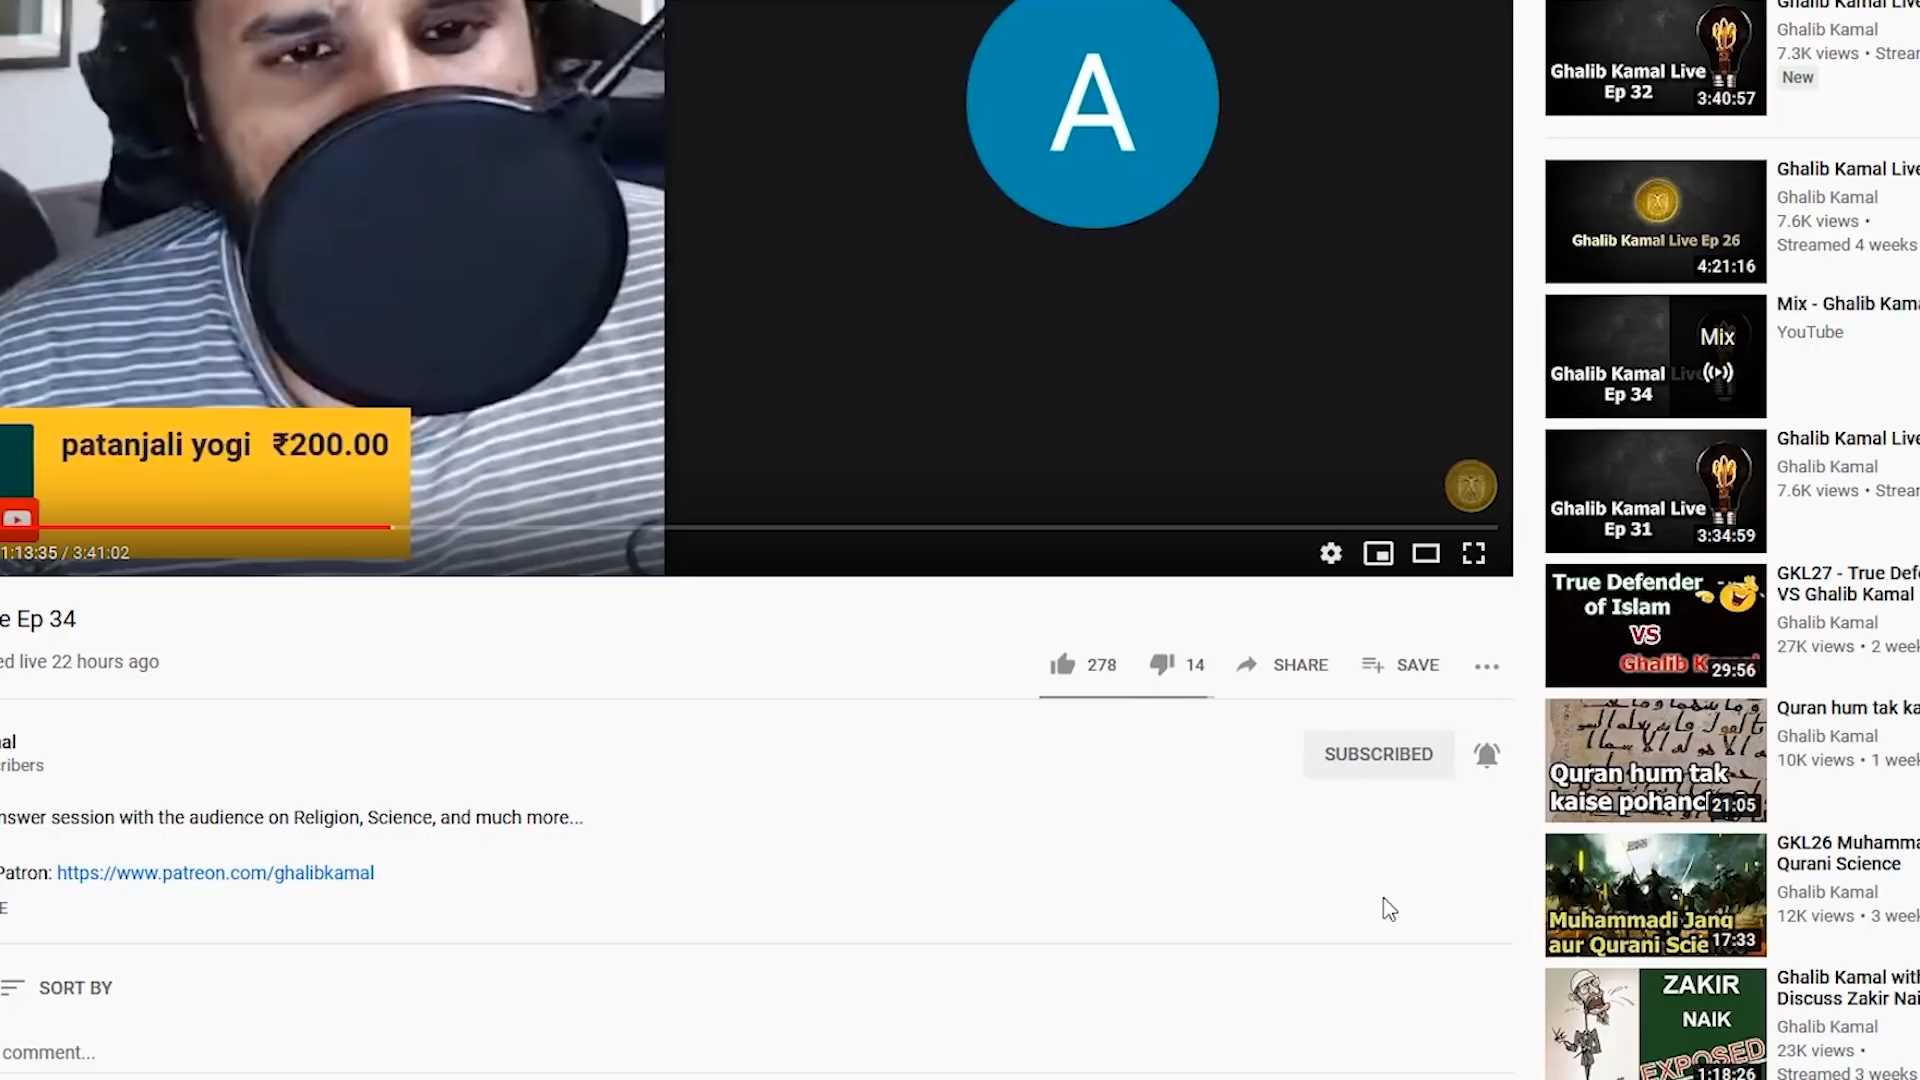 A
patanjali yogi ₹200.00
1:13:35 / 3:41:02
e Ep 34
ed live 22 hours ago
278
14
SHARE
SAVE
al
ribers
SUBSCRIBED
nswer session with the audience on Religion, Science, and much more...
Patron: https://www.patreon.com/ghalibkamal
E
SORT BY
comment...
Ghalib Kamal Live
Ep 32
3:40:57
Ghalib Kamal Live
Ghalib Kamal
7.3K views • Strear
New
Ghalib Kamal Live Ep 26
4:21:16
Ghalib Kamal Live
Ghalib Kamal
7.6K views •
Streamed 4 weeks
Ghalib Kamal Live
Ep 34
Mix
Mix - Ghalib Kama
YouTube
Ghalib Kamal Live
Ep 31
3:34:59
Ghalib Kamal Live
Ghalib Kamal
7.6K views • Strear
True Defender
of Islam
VS
Ghalib K
29:56
GKL27 - True Defe
VS Ghalib Kamal
Ghalib Kamal
27K views • 2 week
Quran hum tak
kaise pohanc
21:05
Quran hum tak ka
Ghalib Kamal
10K views • 1 week
Muhammadi Jang
aur Qurani Scie
17:33
GKL26 Muhamma
Qurani Science
Ghalib Kamal
12K views • 3 week
ZAKIR
NAIK
EXPOSED
1:18:26
Ghalib Kamal with
Discuss Zakir Nai
Ghalib Kamal
23K views •
Streamed 3 weeks